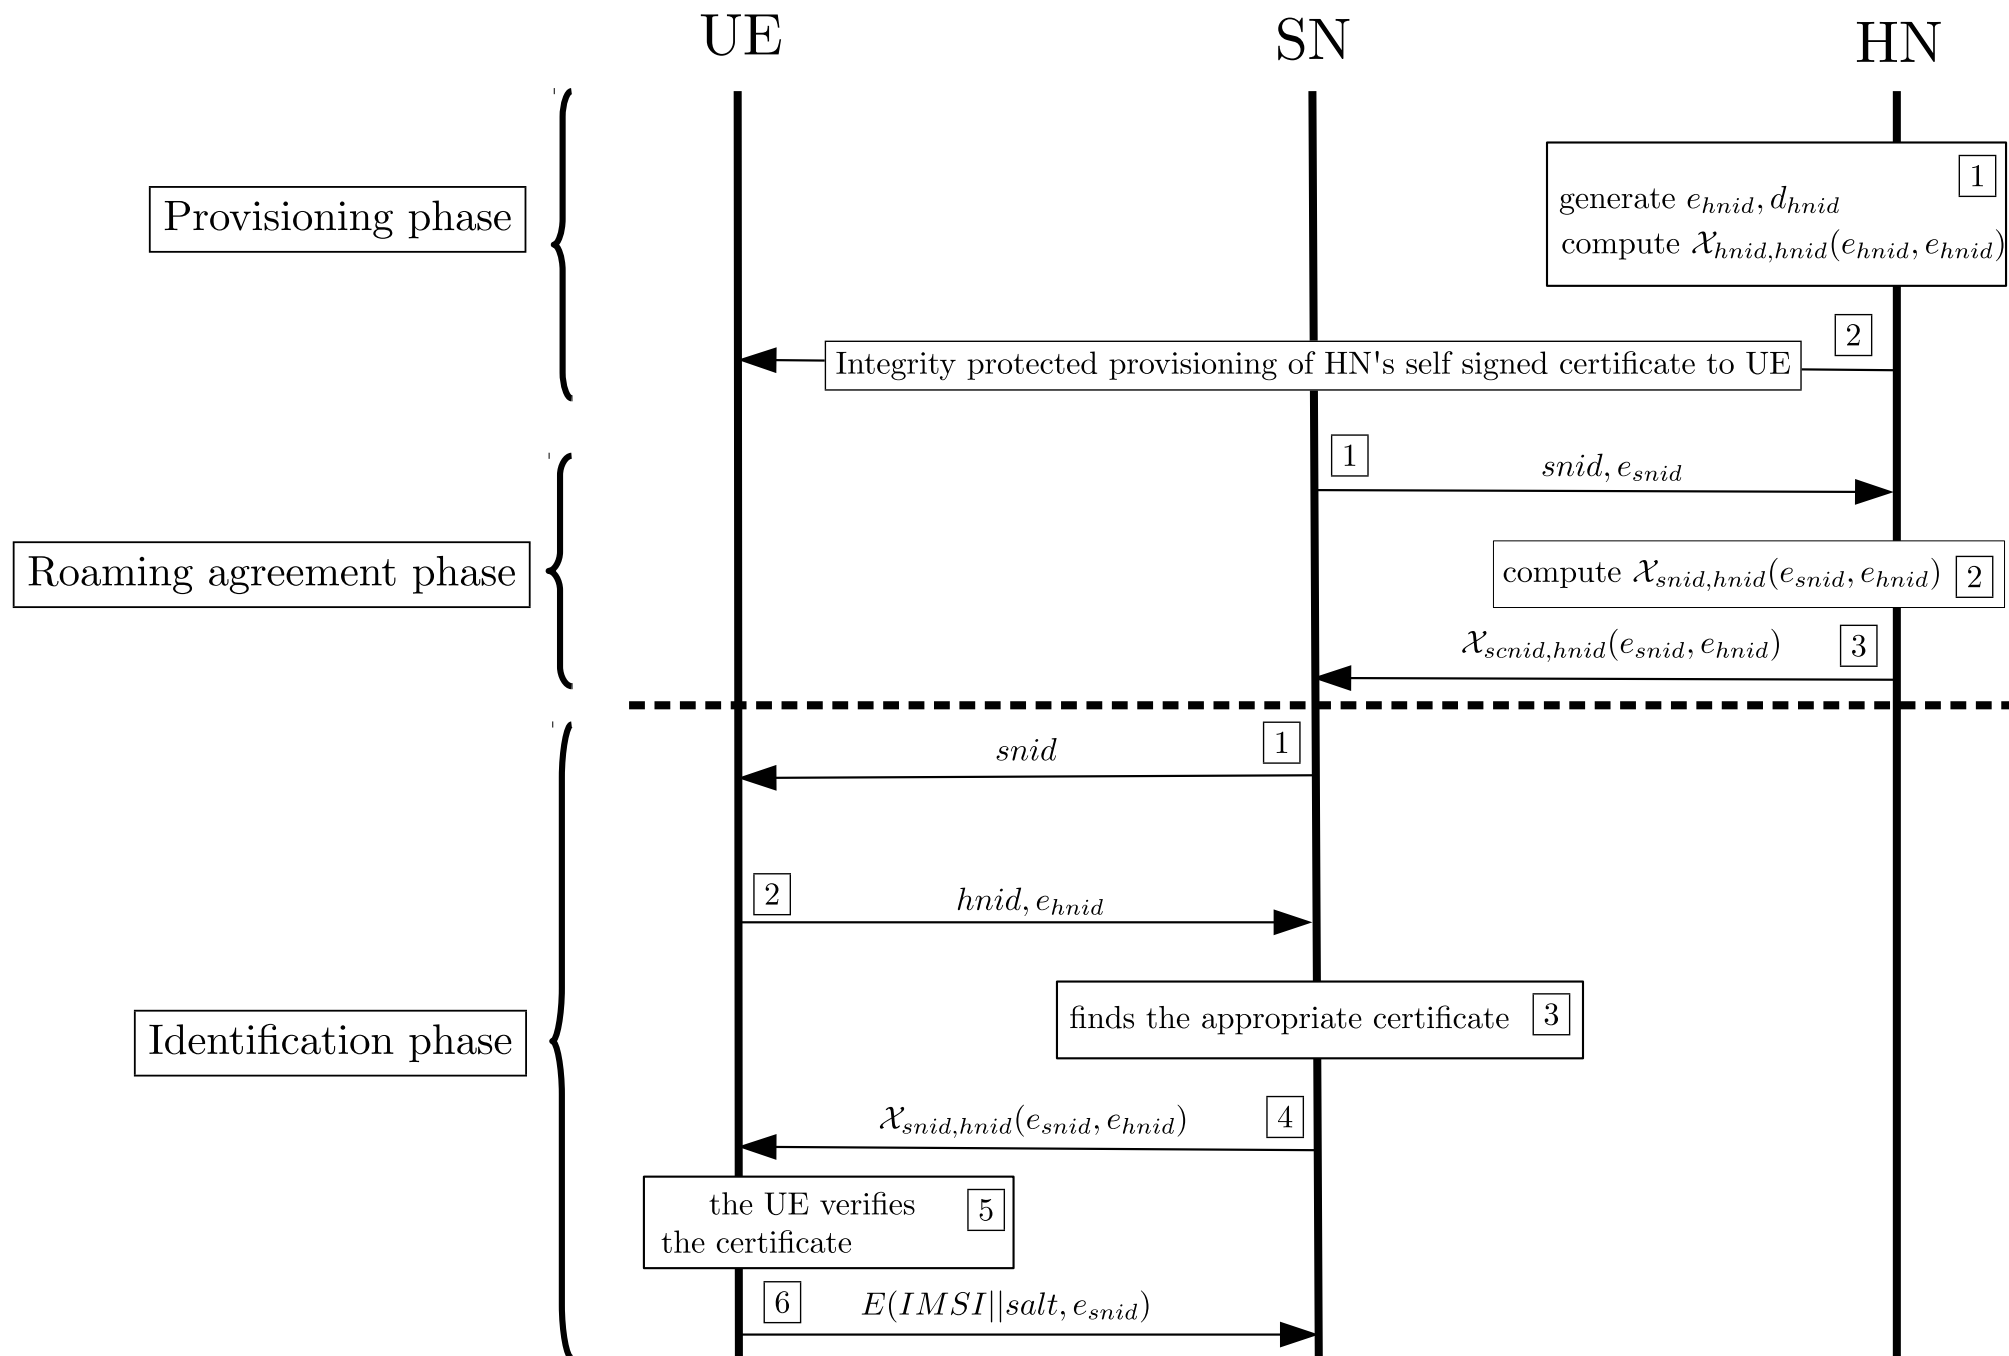 UE
SN
HN
Provisioning phase
1
generate e_{hnid}, d_{hnid}
compute 𝒳_{hnid,hnid}(e_{hnid}, e_{hnid})
2
Integrity protected provisioning of HN's self signed certificate to UE
Roaming agreement phase
1
snid, e_{snid}
compute 𝒳_{snid,hnid}(e_{snid}, e_{hnid})
2
𝒳_{scnid,hnid}(e_{snid}, e_{hnid})
3
Identification phase
snid
1
2
hnid, e_{hnid}
finds the appropriate certificate
3
𝒳_{snid,hnid}(e_{snid}, e_{hnid})
4
the UE verifies
the certificate
5
6
E(IMSI||salt, e_{snid})